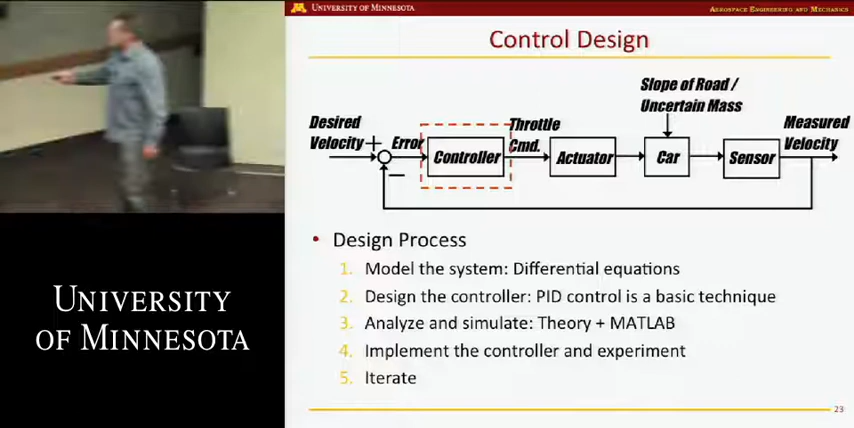 UNIVERSITY OF MINNESOTA
AEROSPACE ENGINEERING AND MECHANICS
Control Design
Slope of Road /
Uncertain Mass
Desired
Velocity +
Error
Throttle
Cmd.
Measured
Velocity
Controller
Actuator
Car
Sensor
—
• Design Process
1. Model the system: Differential equations
2. Design the controller: PID control is a basic technique
3. Analyze and simulate: Theory + MATLAB
4. Implement the controller and experiment
5. Iterate
23
UNIVERSITY
OF MINNESOTA